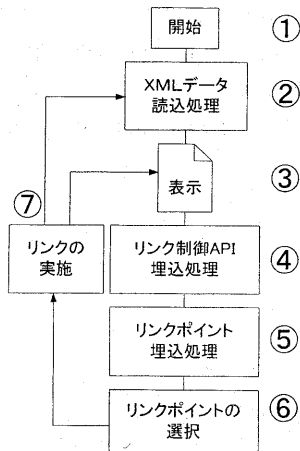 開始
①
XMLデータ
読込処理
②
表示
③
⑦
リンクの
実施
リンク制御API
埋込処理
④
リンクポイント
埋込処理
⑤
リンクポイントの
選択
⑥